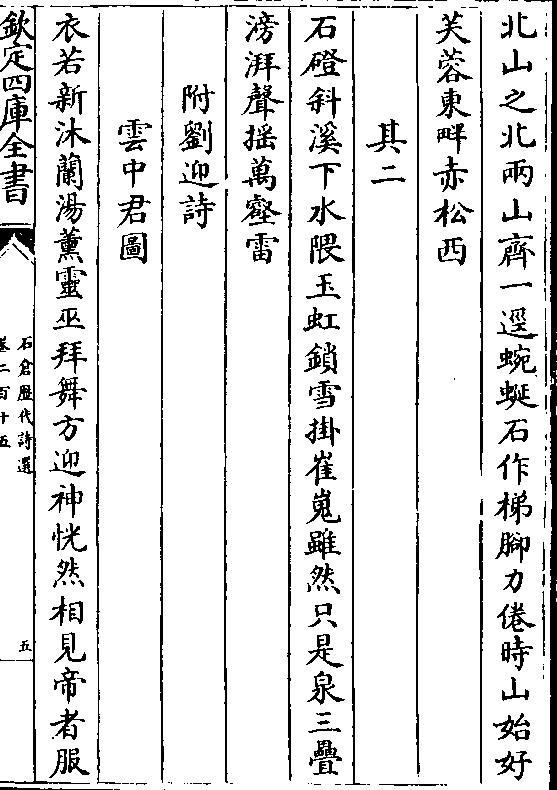 北山之北兩山齊一逕蜿蜒石作梯腳力倦時山始好
芙蓉東畔赤松西
其二
石磴斜溪下水隈玉虹鎖雪掛崔嵬雖然只是泉三疊
滂湃聲搖萬壑雷
附劉迎詩
雲中君圖
衣若新沐蘭湯薰靈巫拜舞方迎神恍然相見帝者服
欽定四庫全書
石倉歷代詩選
卷二百十五
五